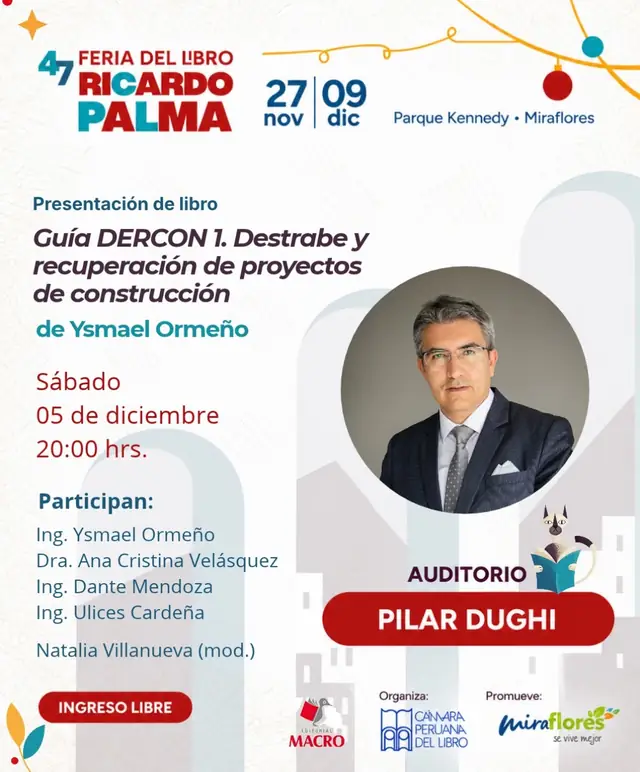 47 FERIA DEL LIBRO
RICARDO
PALMA
27 nov
09 dic
Parque Kennedy • Miraflores
Presentación de libro
Guía DERCON 1. Destrabe y
recuperación de proyectos
de construcción
de Ysmael Ormeño
Sábado
05 de diciembre
20:00 hrs.
Participan:
Ing. Ysmael Ormeño
Dra. Ana Cristina Velásquez
Ing. Dante Mendoza
Ing. Ulices Cardeña
Natalia Villanueva (mod.)
INGRESO LIBRE
AUDITORIO
PILAR DUGHI
EDITORIAL
MACRO
Organiza:
CÁMARA
PERUANA
DEL LIBRO
Promueve:
miraflores
se vive mejor